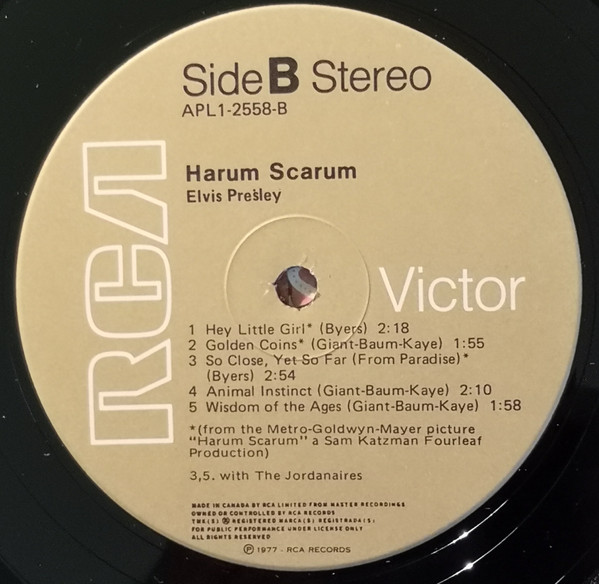 Side B Stereo
APL1-2558-B
Harum Scarum
Elvis Presley
RCA
Victor
1 Hey Little Girl* (Byers) 2:18
2 Golden Coins* (Giant-Baum-Kaye) 1:55
3 So Close, Yet So Far (From Paradise)*
(Byers) 2:54
4 Animal Instinct (Giant-Baum-Kaye) 2:10
5 Wisdom of the Ages (Giant-Baum-Kaye) 1:58
*(from the Metro-Goldwyn-Mayer picture
"Harum Scarum" a Sam Katzman Fourleaf
Production)
3,5. with The Jordanaires
MADE IN CANADA BY RCA LIMITED FROM MASTER RECORDINGS
OWNED OR CONTROLLED BY RCA RECORDS
TMK(S) ® REGISTERED MARCA(S) REGISTRADA(S)
FOR PUBLIC PERFORMANCE UNDER LICENSE ONLY
ALL RIGHTS RESERVED
℗ 1977 - RCA RECORDS